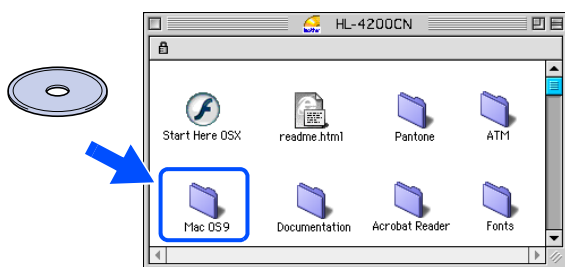 HL-4200CN
Start Here OSX
readme.html
Pantone
ATM
Mac OS9
Documentation
Acrobat Reader
Fonts